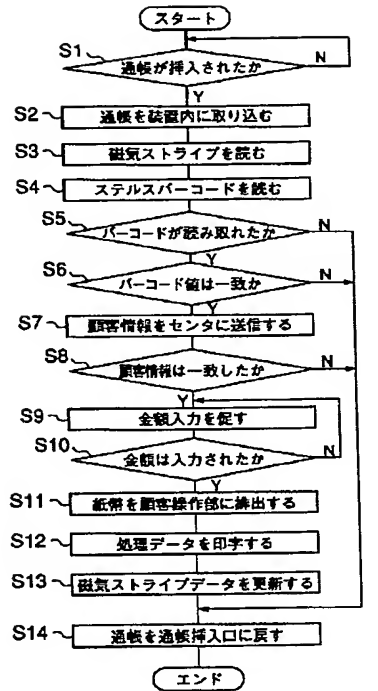 スタート
S1 通帳が挿入されたか N
Y
S2 通帳を装置内に取り込む
S3 磁気ストライプを読む
S4 ステルスバーコードを読む
S5 バーコードが読み取れたか N
Y
S6 バーコード値は一致か N
Y
S7 顧客情報をセンタに送信する
S8 顧客情報は一致したか N
Y
S9 金額入力を促す
S10 金額は入力されたか N
Y
S11 紙幣を顧客操作部に排出する
S12 処理データを印字する
S13 磁気ストライプデータを更新する
S14 通帳を通帳挿入口に戻す
エンド